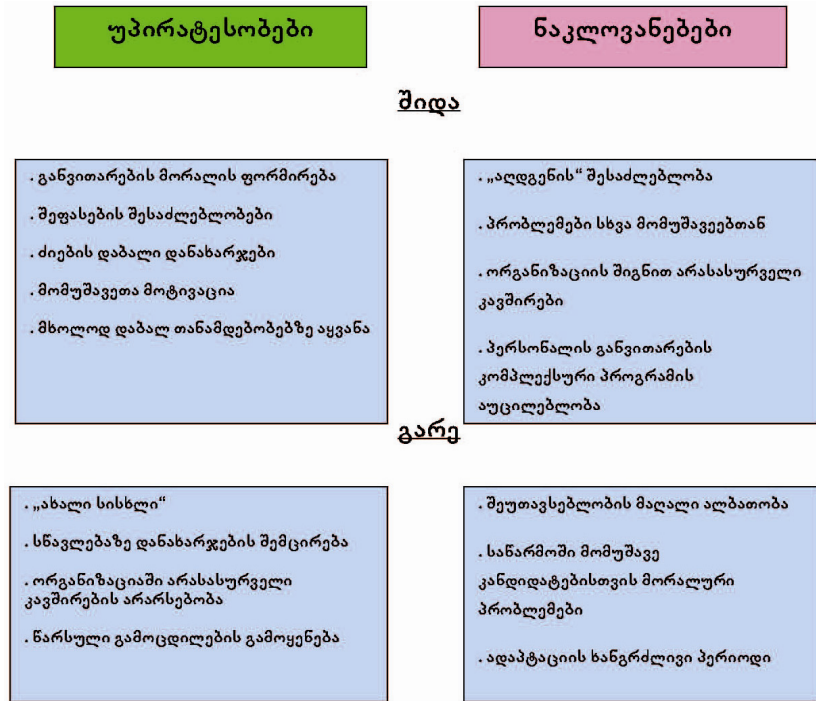 უპირატესობები
ნაკლოვანებები
შიდა
. განვითარების მორალის ფორმირება
. შეფასების შესაძლებლობები
. ძიების დაბალი დანახარჯები
. მომუშავეთა მოტივაცია
. მხოლოდ დაბალ თანამდებობებზე აყვანა
. „აღდგენის“ შესაძლებლობა
. პრობლემები სხვა მომუშავეებთან
. ორგანიზაციის შიგნით არასასურველი
კავშირები
. პერსონალის განვითარების
კომპლექსური პროგრამის
აუცილებლობა
გარე
. „ახალი სისხლი“
. სწავლებაზე დანახარჯების შემცირება
. ორგანიზაციაში არასასურველი
კავშირების არარსებობა
. წარსული გამოცდილების გამოყენება
. შეუთავსებლობის მაღალი ალბათობა
. საწარმოში მომუშავე
კანდიდატებისთვის მორალური
პრობლემები
. ადაპტაციის ხანგრძლივი პერიოდი